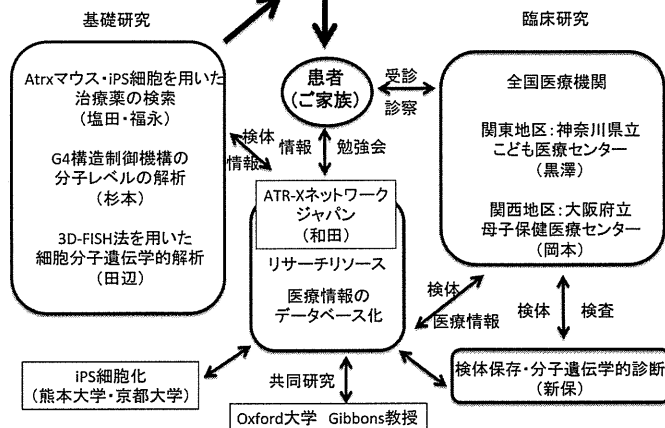 基礎研究
臨床研究
Atrxマウス・iPS細胞を用いた
治療薬の検索
(塩田・福永)
G4構造制御機構の
分子レベルの解析
(杉本)
3D-FISH法を用いた
細胞分子遺伝学的解析
(田辺)
患者
(ご家族)
受診
診察
検体
情報
情報
勉強会
ATR-Xネットワーク
ジャパン
(和田)
リサーチリソース
医療情報の
データベース化
全国医療機関
関東地区:神奈川県立
こども医療センター
(黒澤)
関西地区:大阪府立
母子保健医療センター
(岡本)
検体
医療情報
検体
検査
iPS細胞化
(熊本大学・京都大学)
共同研究
Oxford大学 Gibbons教授
検体保存・分子遺伝学的診断
(新保)